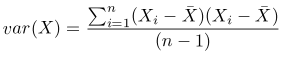 $var(X) = \frac{\sum_{i=1}^{n}(X_i - \bar{X})(X_i - \bar{X})}{(n-1)}$